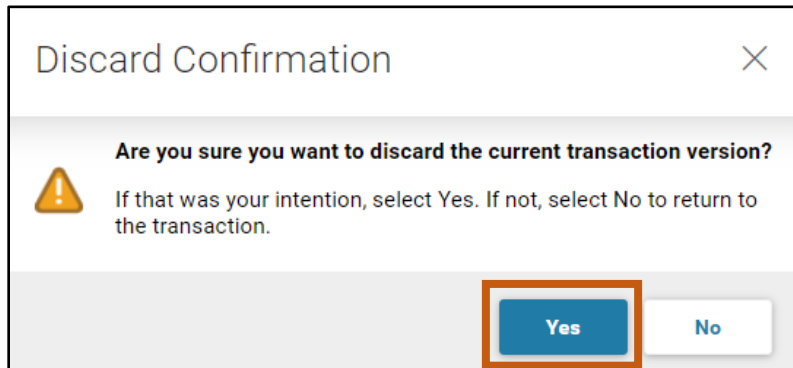 Discard Confirmation
Are you sure you want to discard the current transaction version?
If that was your intention, select Yes. If not, select No to return to
the transaction.
Yes
No